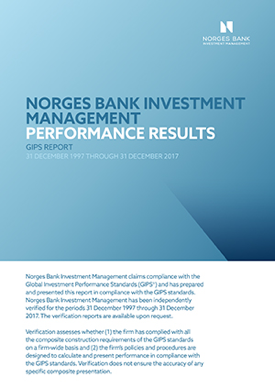 NORGES BANK
INVESTMENT MANAGEMENT
NORGES BANK INVESTMENT
MANAGEMENT
PERFORMANCE RESULTS
GIPS REPORT
31 DECEMBER 1997 THROUGH 31 DECEMBER 2017
Norges Bank Investment Management claims compliance with the
Global Investment Performance Standards (GIPS®) and has prepared
and presented this report in compliance with the GIPS standards.
Norges Bank Investment Management has been independently
verified for the periods 31 December 1997 through 31 December
2017. The verification reports are available upon request.
Verification assesses whether (1) the firm has complied with all
the composite construction requirements of the GIPS standards
on a firm-wide basis and (2) the firm's policies and procedures are
designed to calculate and present performance in compliance with
the GIPS standards. Verification does not ensure the accuracy of any
specific composite presentation.